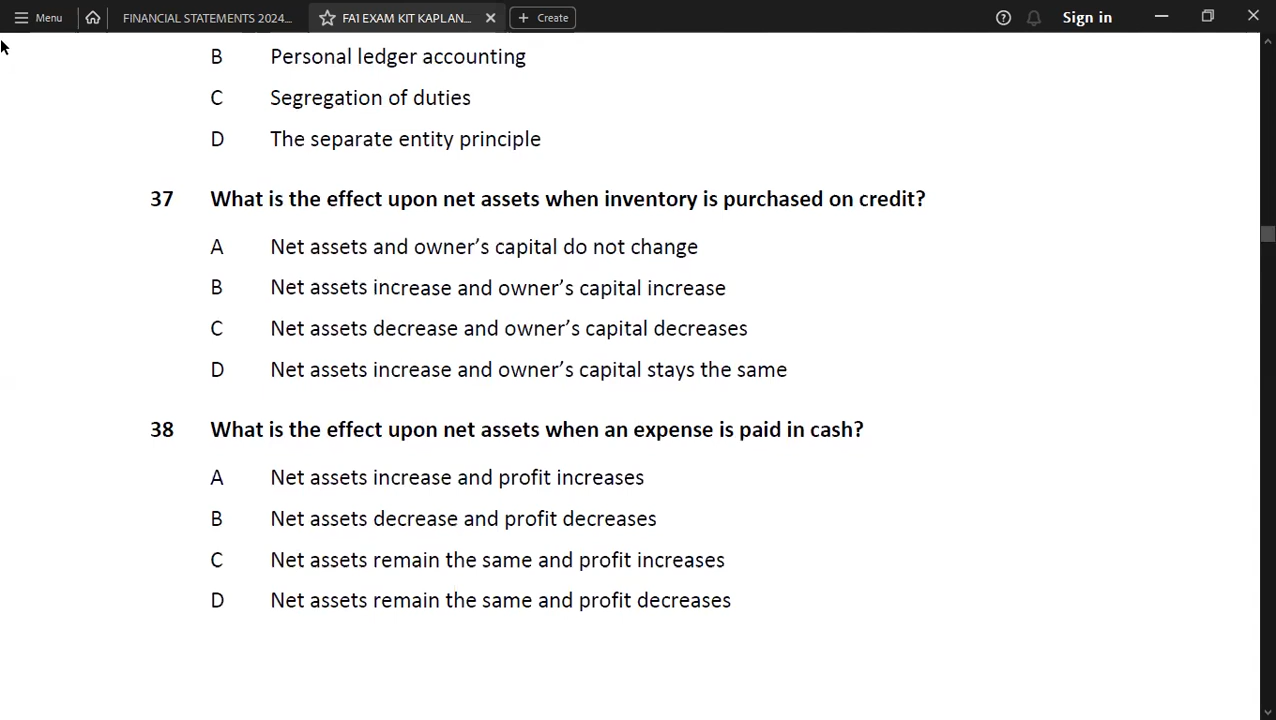 Menu FINANCIAL STATEMENTS 2024... FA1 EXAM KIT KAPLAN... Create Sign in
B Personal ledger accounting
C Segregation of duties
D The separate entity principle
37 What is the effect upon net assets when inventory is purchased on credit?
A Net assets and owner’s capital do not change
B Net assets increase and owner’s capital increase
C Net assets decrease and owner’s capital decreases
D Net assets increase and owner’s capital stays the same
38 What is the effect upon net assets when an expense is paid in cash?
A Net assets increase and profit increases
B Net assets decrease and profit decreases
C Net assets remain the same and profit increases
D Net assets remain the same and profit decreases